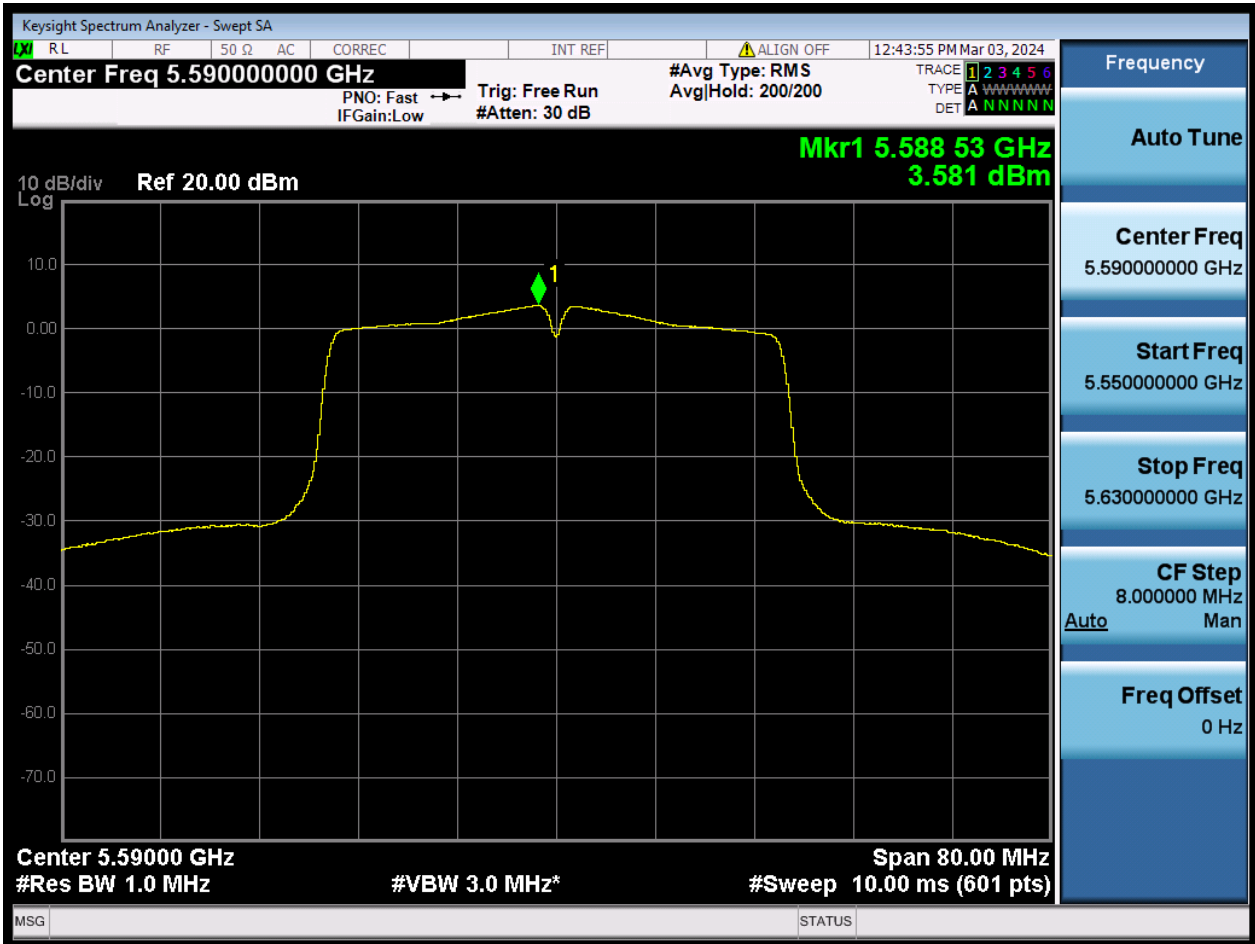 Keysight Spectrum Analyzer - Swept SA
LXI RL RF 50 Ω AC CORREC INT REF ALIGN OFF 12:43:55 PM Mar 03, 2024
Center Freq 5.590000000 GHz
PNO: Fast
IFGain:Low
Trig: Free Run
#Atten: 30 dB
#Avg Type: RMS
Avg|Hold: 200/200
TRACE 1 2 3 4 5 6
TYPE A WWWWW
DET A N N N N N
Mkr1 5.588 53 GHz
3.581 dBm
10 dB/div Ref 20.00 dBm
Log
1
10.0
0.00
-10.0
-20.0
-30.0
-40.0
-50.0
-60.0
-70.0
Center 5.59000 GHz Span 80.00 MHz
#Res BW 1.0 MHz #VBW 3.0 MHz* #Sweep 10.00 ms (601 pts)
MSG STATUS
Frequency
Auto Tune
Center Freq
5.590000000 GHz
Start Freq
5.550000000 GHz
Stop Freq
5.630000000 GHz
CF Step
8.000000 MHz
Auto Man
Freq Offset
0 Hz